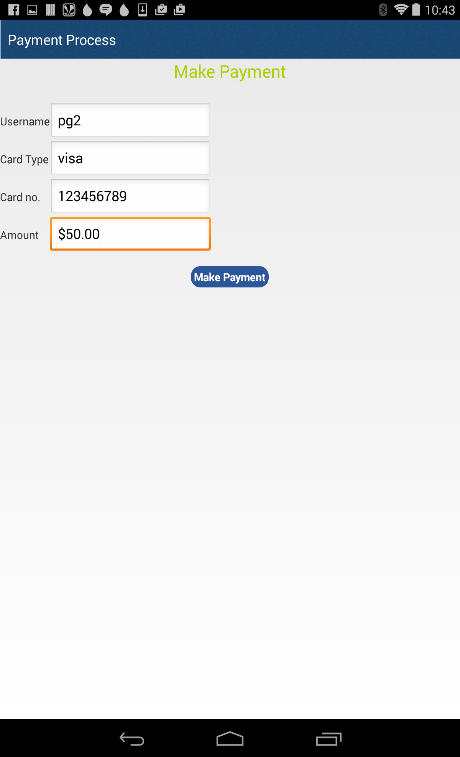 10:43
Payment Process
Make Payment
Username pg2
Card Type visa
Card no. 123456789
Amount $50.00
Make Payment